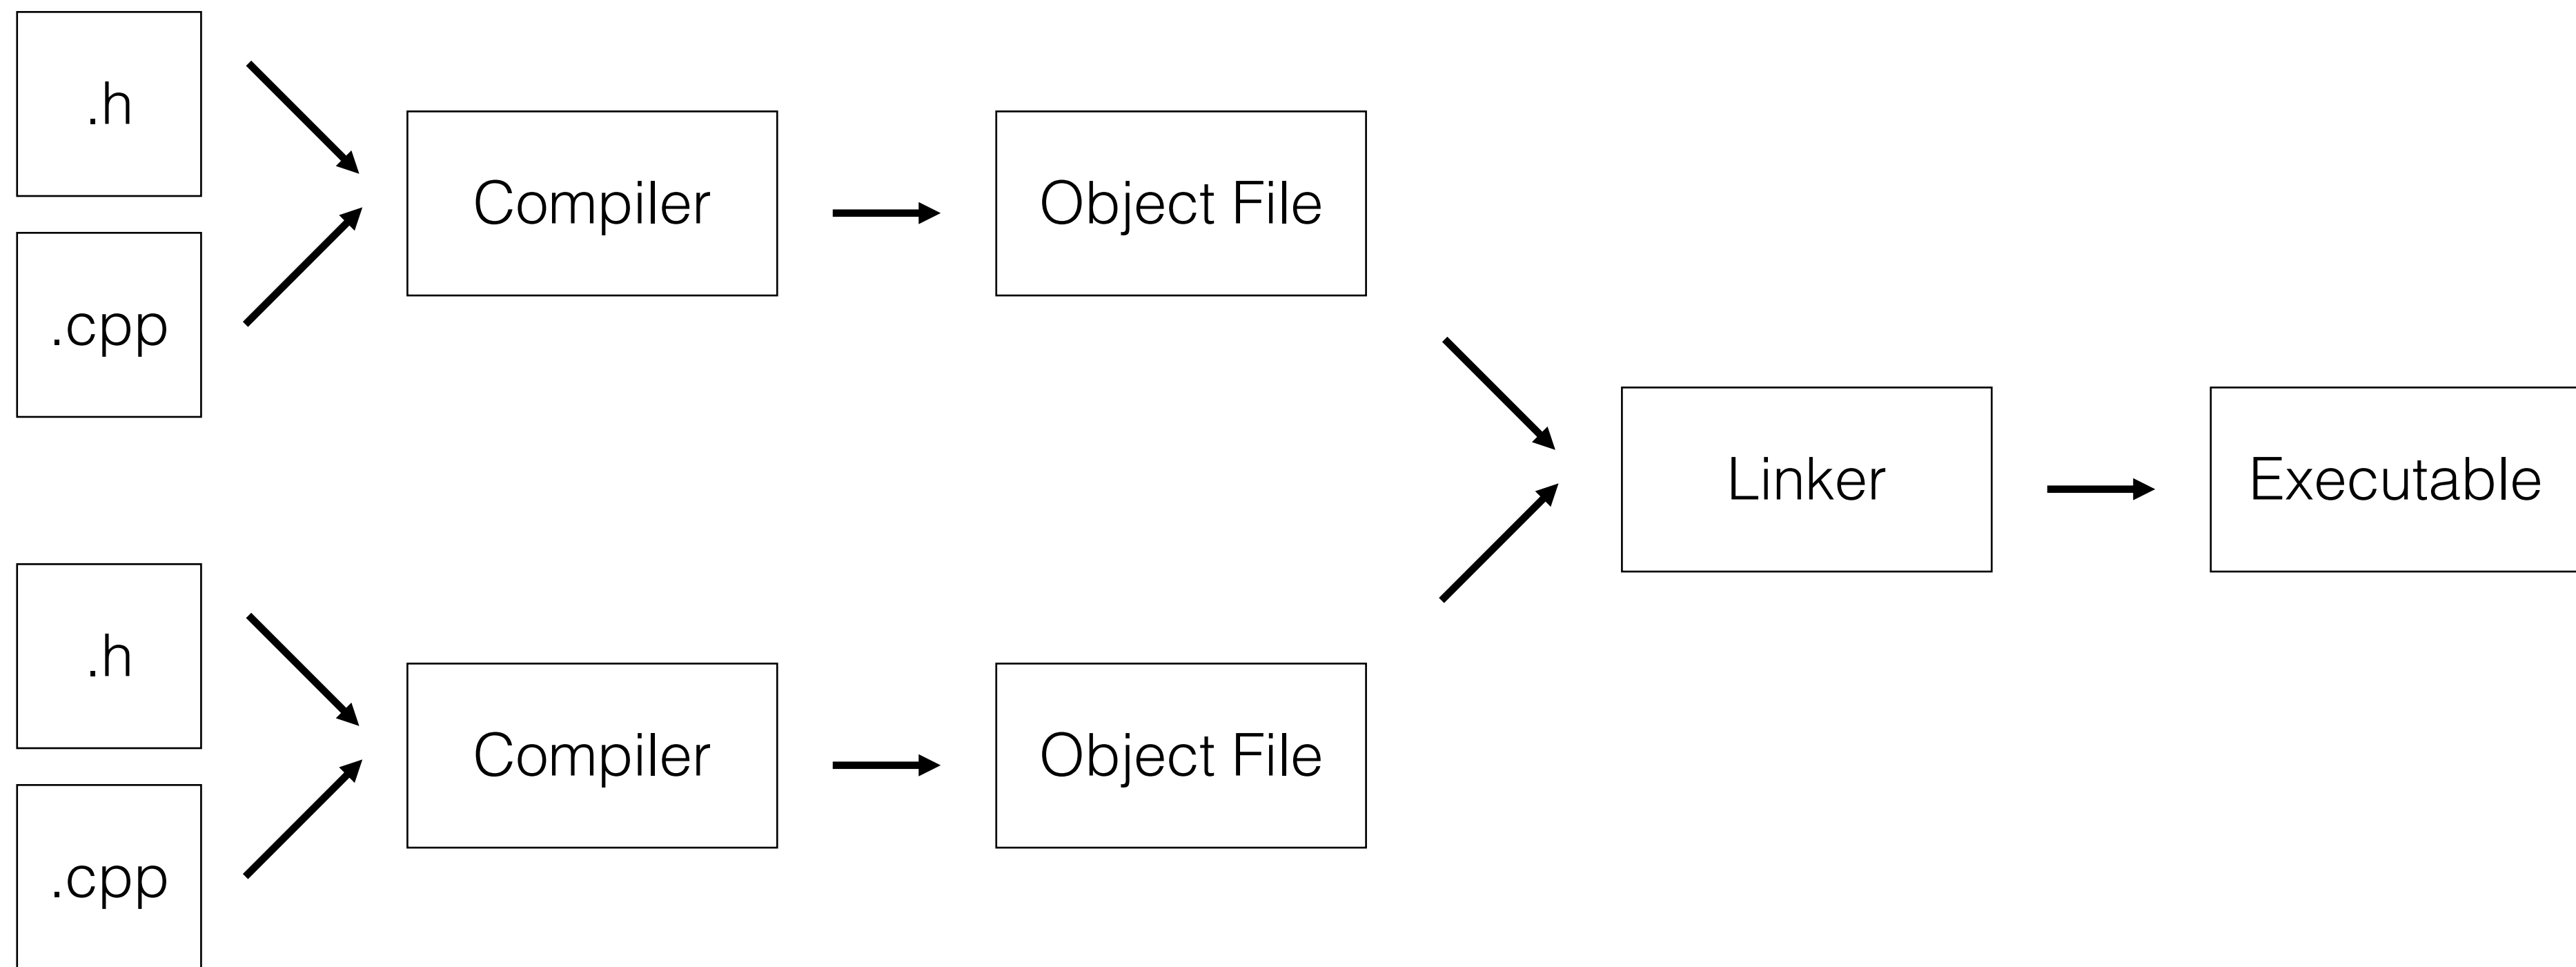 .h
.cpp
Compiler
Object File
.h
.cpp
Compiler
Object File
Linker
Executable